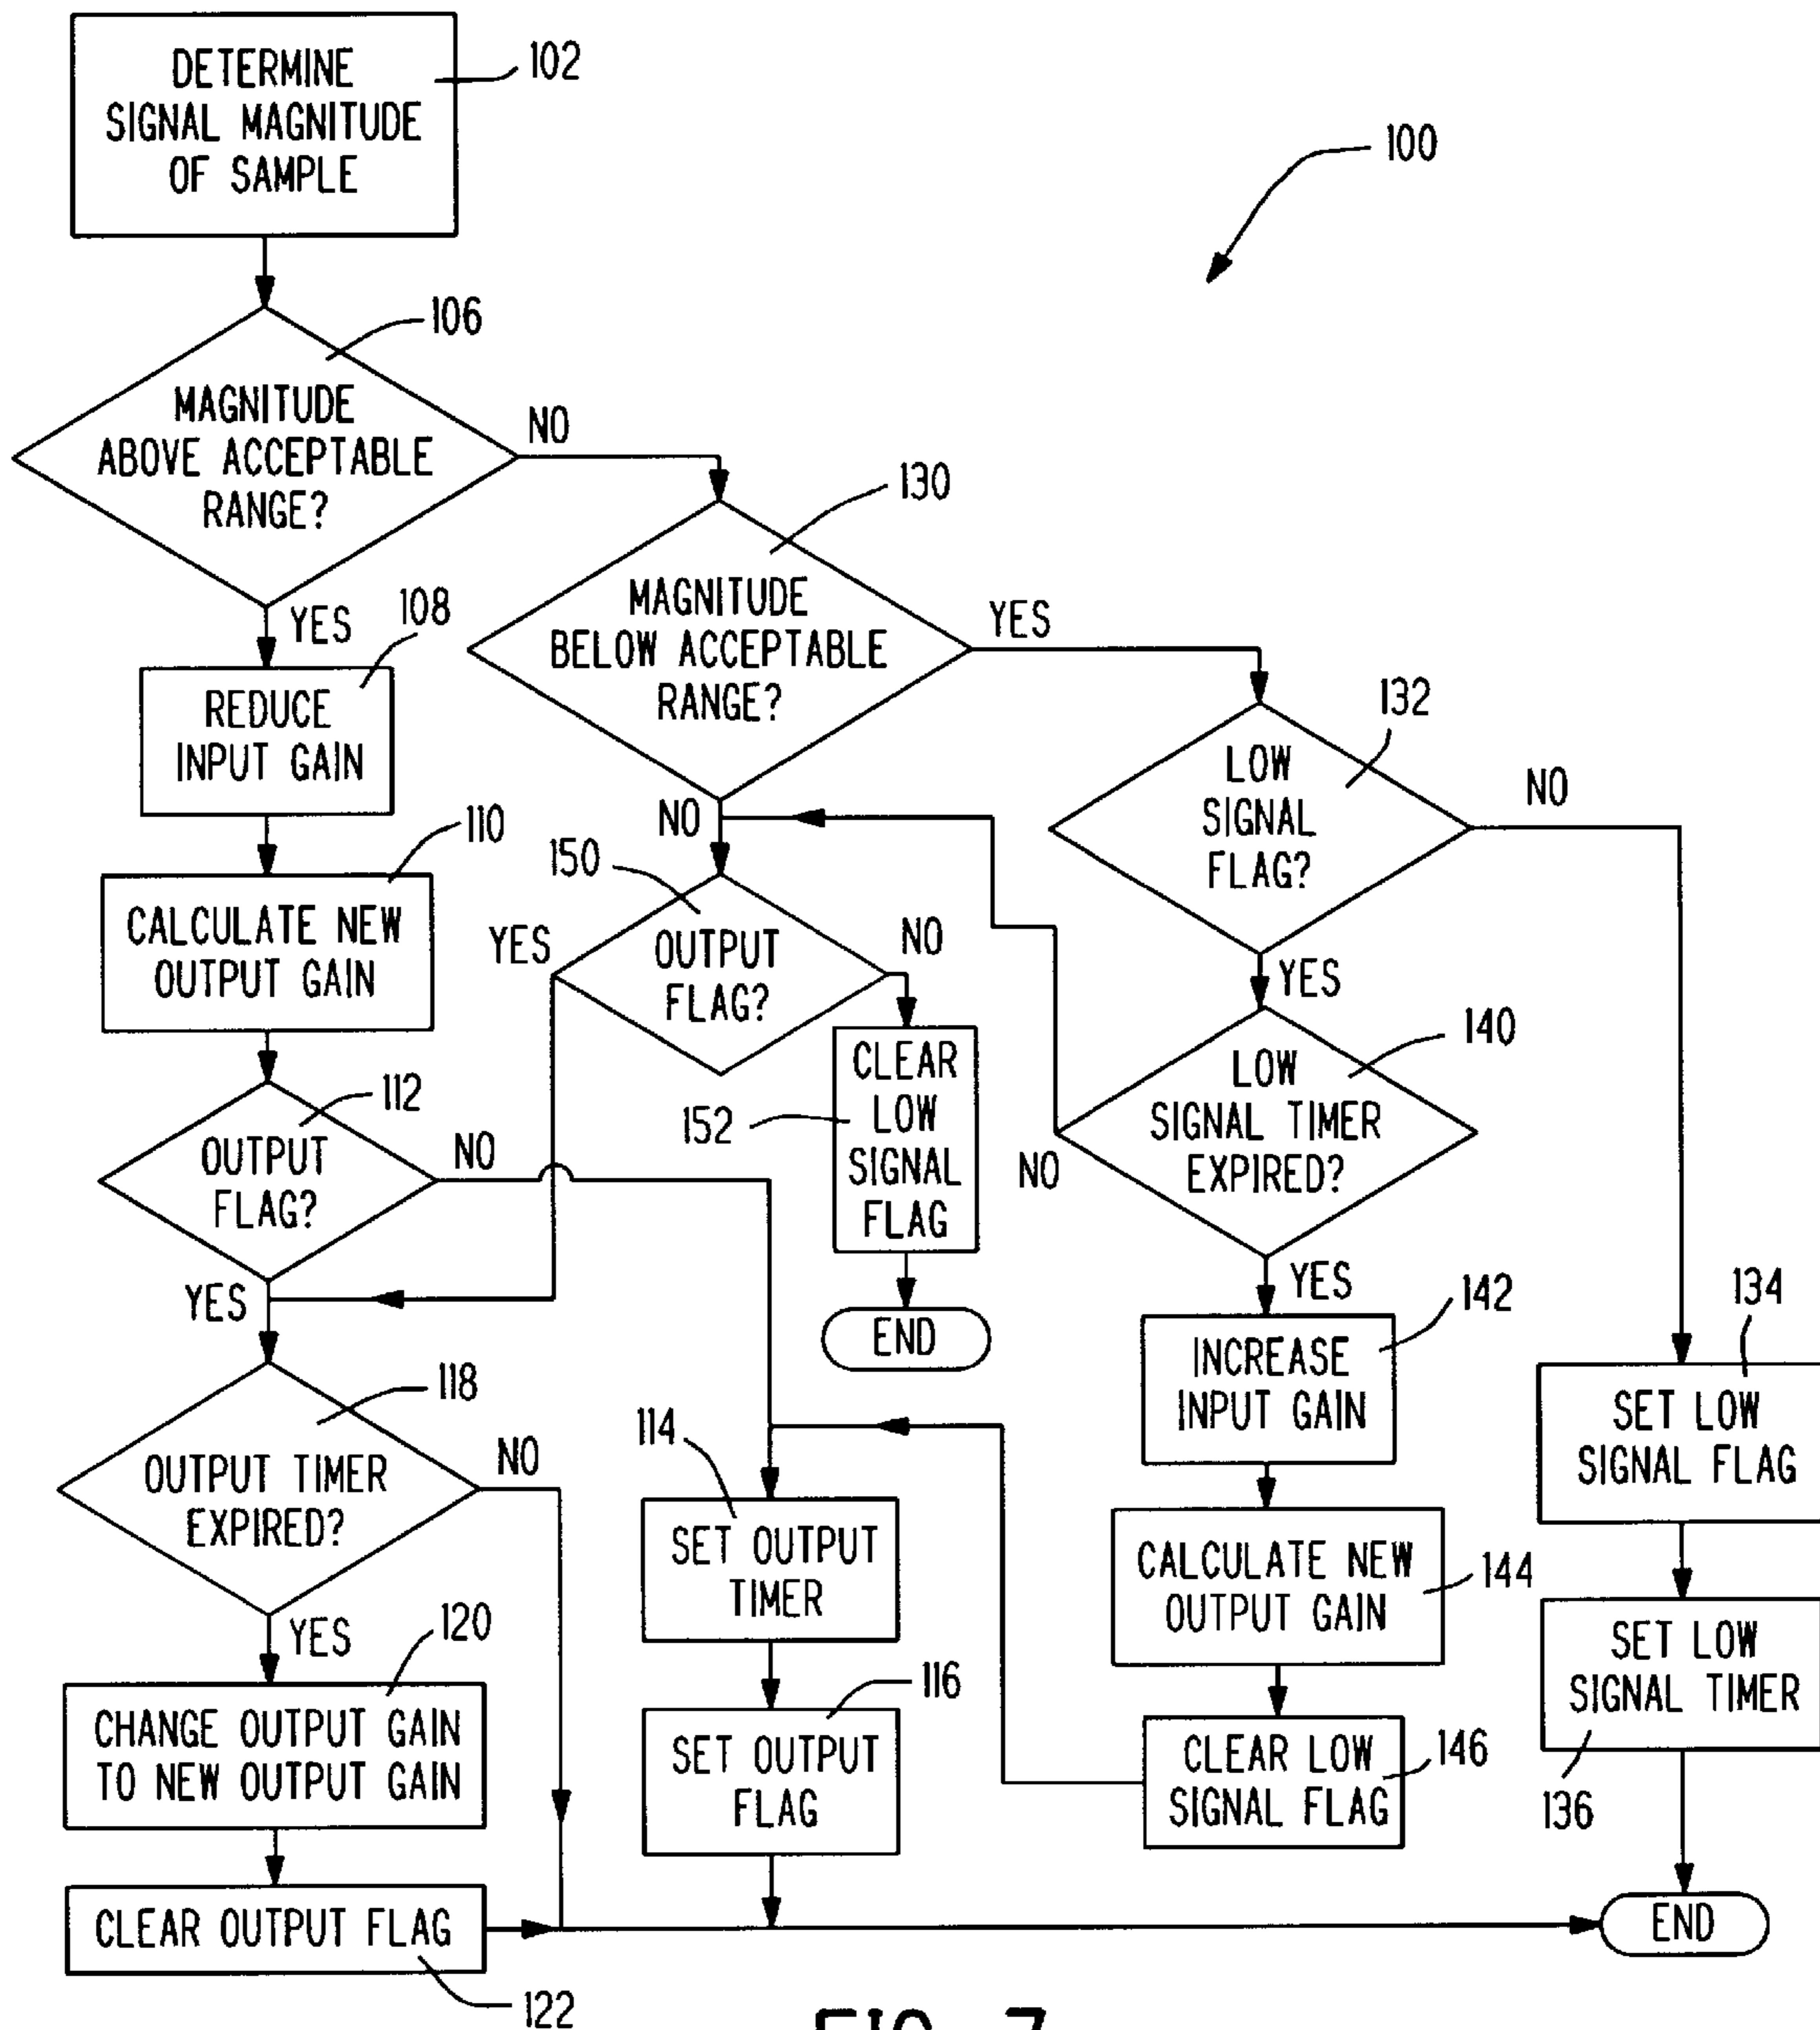 DETERMINE
SIGNAL MAGNITUDE
OF SAMPLE
102
100
106
MAGNITUDE
ABOVE ACCEPTABLE
RANGE?
NO
YES
130
MAGNITUDE
BELOW ACCEPTABLE
RANGE?
YES
NO
108
REDUCE
INPUT GAIN
132
LOW
SIGNAL
FLAG?
NO
YES
110
CALCULATE NEW
OUTPUT GAIN
150
YES
OUTPUT
FLAG?
NO
CLEAR
LOW
SIGNAL
FLAG
152
END
140
LOW
SIGNAL TIMER
EXPIRED?
NO
YES
112
OUTPUT
FLAG?
NO
YES
118
OUTPUT TIMER
EXPIRED?
NO
YES
114
SET OUTPUT
TIMER
142
INCREASE
INPUT GAIN
134
SET LOW
SIGNAL FLAG
CALCULATE NEW
OUTPUT GAIN
144
SET LOW
SIGNAL TIMER
136
120
CHANGE OUTPUT GAIN
TO NEW OUTPUT GAIN
116
SET OUTPUT
FLAG
CLEAR LOW
SIGNAL FLAG
146
CLEAR OUTPUT FLAG
122
END
FIG. 7